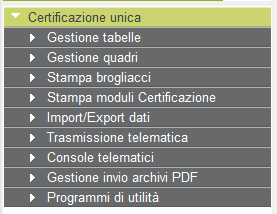 Certificazione unica
Gestione tabelle
Gestione quadri
Stampa brogliacci
Stampa moduli Certificazione
Import/Export dati
Trasmissione telematica
Console telematici
Gestione invio archivi PDF
Programmi di utilità